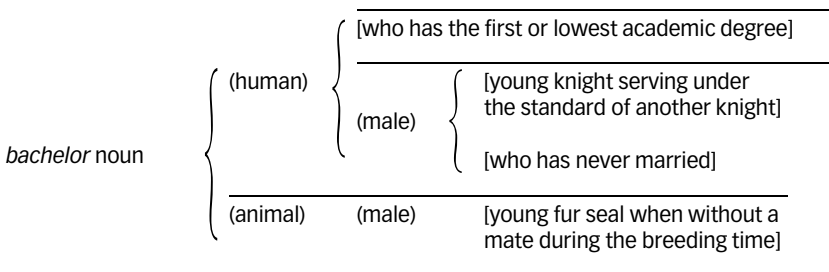 [who has the first or lowest academic degree]
(human)
[young knight serving under
the standard of another knight]
(male)
bachelor noun
[who has never married]
(animal) (male) [young fur seal when without a
mate during the breeding time]